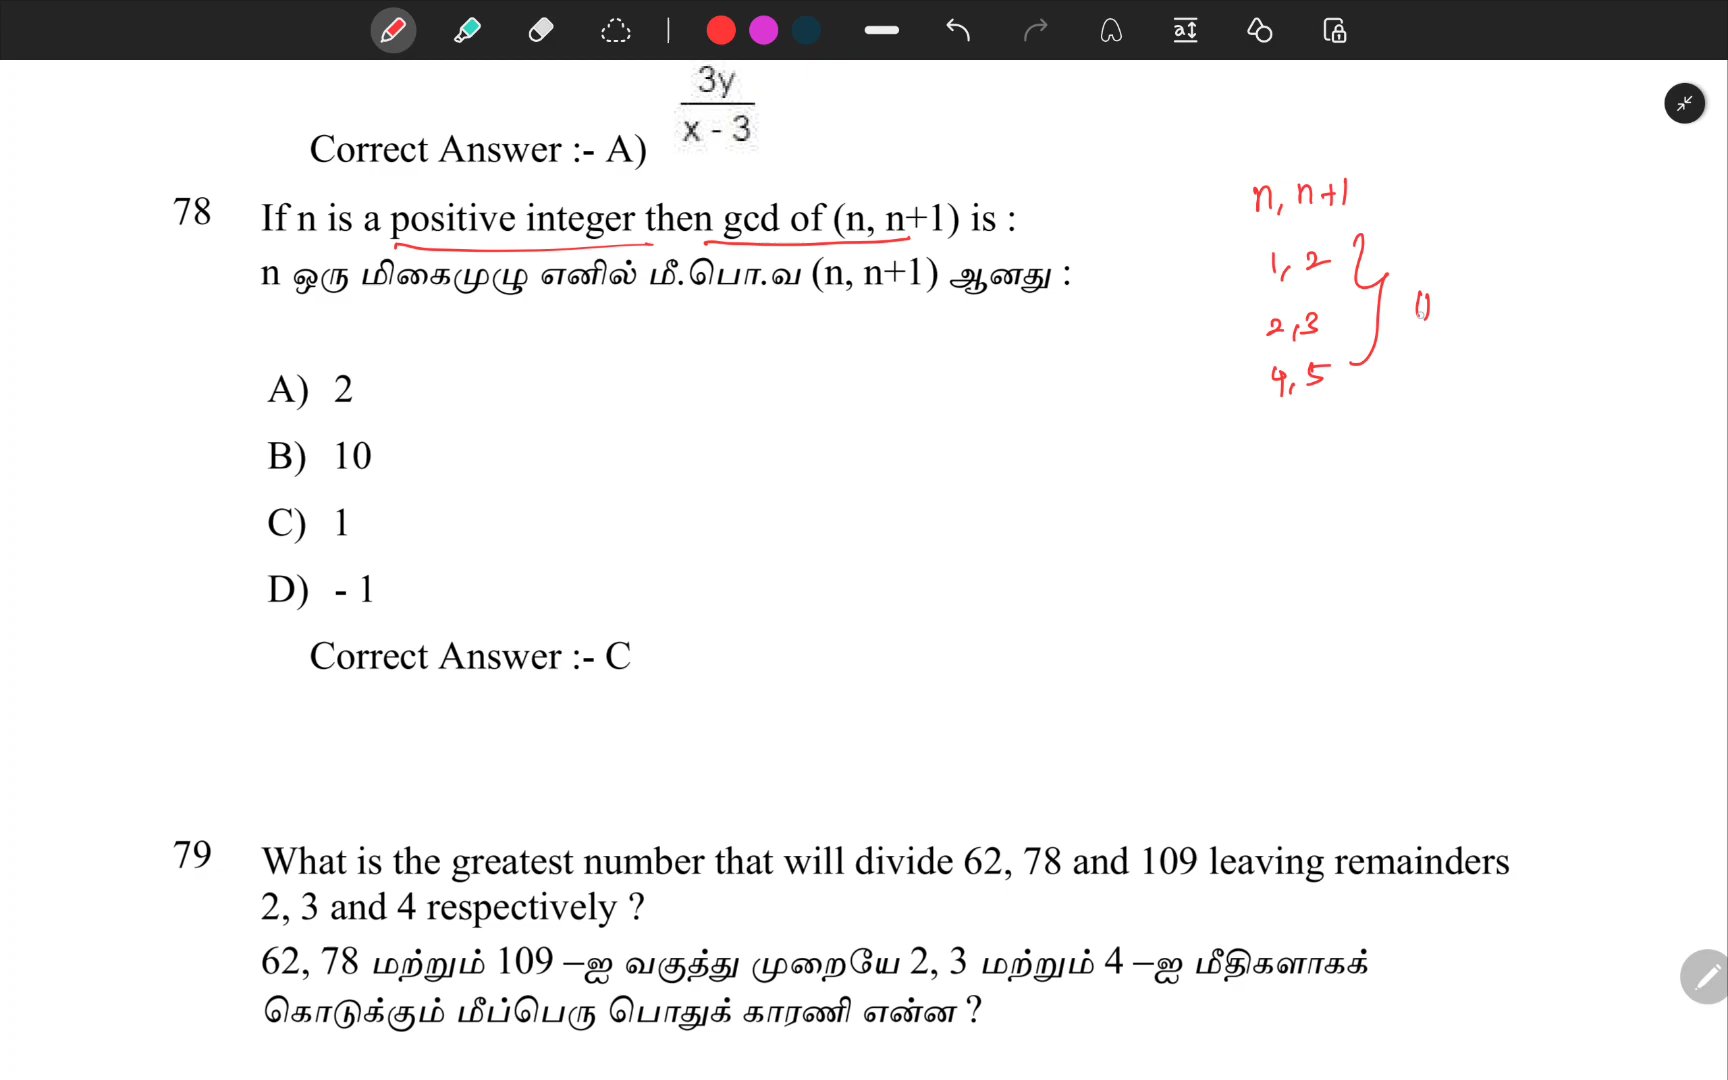 3y
x - 3
Correct Answer :- A)
78 If n is a positive integer then gcd of (n, n+1) is :
n ஒரு மிகைமுழு எனில் மீ.பொ.வ (n, n+1) ஆனது :
n, n+1
1, 2
2, 3
4, 5
A) 2
B) 10
C) 1
D) - 1
Correct Answer :- C
79 What is the greatest number that will divide 62, 78 and 109 leaving remainders
2, 3 and 4 respectively ?
62, 78 மற்றும் 109 –ஐ வகுத்து முறையே 2, 3 மற்றும் 4 –ஐ மீதிகளாகக்
கொடுக்கும் மீப்பெரு பொதுக் காரணி என்ன ?